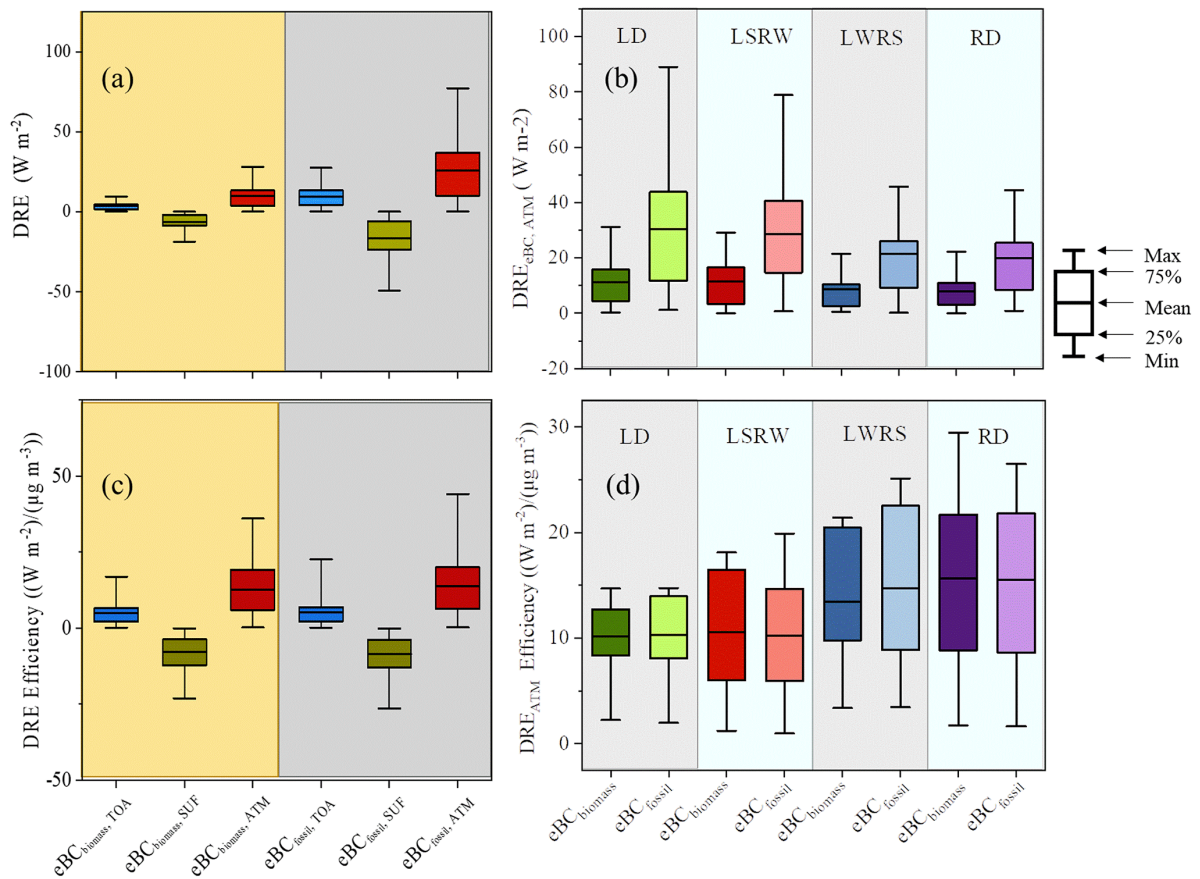 (a)
DRE (W m-2)
100
50
0
-50
-100
(b)
LD
LSRW
LWRS
RD
DREeBC, ATM ( W m-2)
100
80
60
40
20
0
-20
Max
75%
Mean
25%
Min
(c)
DRE Efficiency ((W m-2)/(μg m-3))
50
0
-50
eBCbiomass, TOA
eBCbiomass, SUF
eBCbiomass, ATM
eBCfossil, TOA
eBCfossil, SUF
eBCfossil, ATM
(d)
LD
LSRW
LWRS
RD
DREATM Efficiency ((W m-2)/(μg m-3))
30
20
10
0
eBCbiomass
eBCfossil
eBCbiomass
eBCfossil
eBCbiomass
eBCfossil
eBCbiomass
eBCfossil